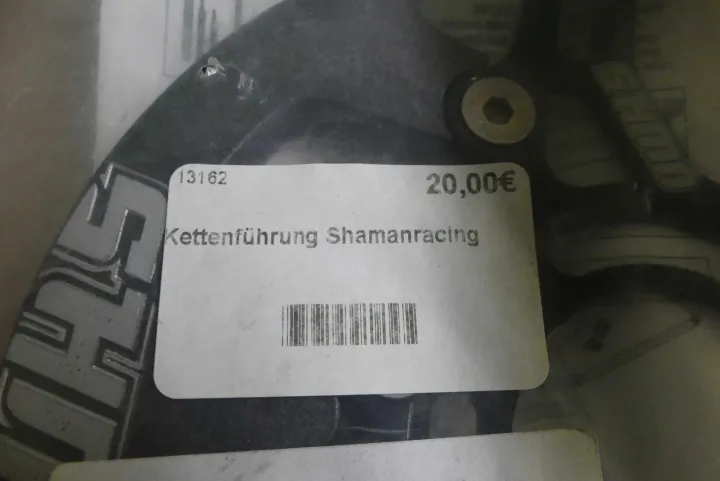 13162
20,00€
Kettenführung Shamanracing